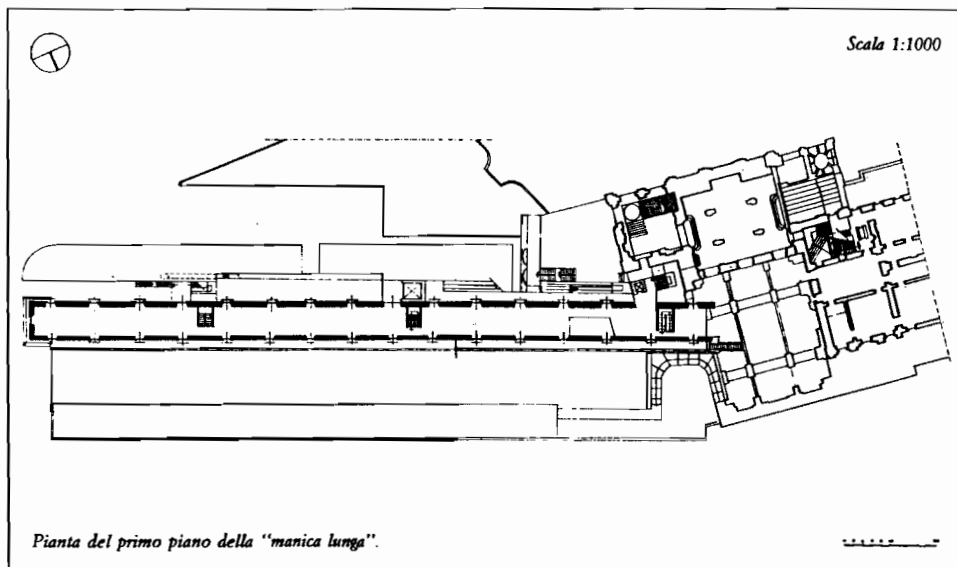 Scala 1:1000
Pianta del primo piano della “manica lunga”.